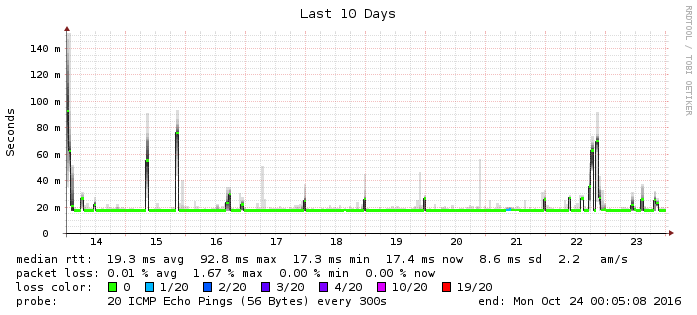 Last 10 Days
RRDTOOL / TOBI OETIKER
Seconds
140 m
120 m
100 m
80 m
60 m
40 m
20 m
0
14 15 16 17 18 19 20 21 22 23
median rtt: 19.3 ms avg 92.8 ms max 17.3 ms min 17.4 ms now 8.6 ms sd 2.2 am/s
packet loss: 0.01 % avg 1.67 % max 0.00 % min 0.00 % now
loss color: 0 1/20 2/20 3/20 4/20 10/20 19/20
probe: 20 ICMP Echo Pings (56 Bytes) every 300s end: Mon Oct 24 00:05:08 2016